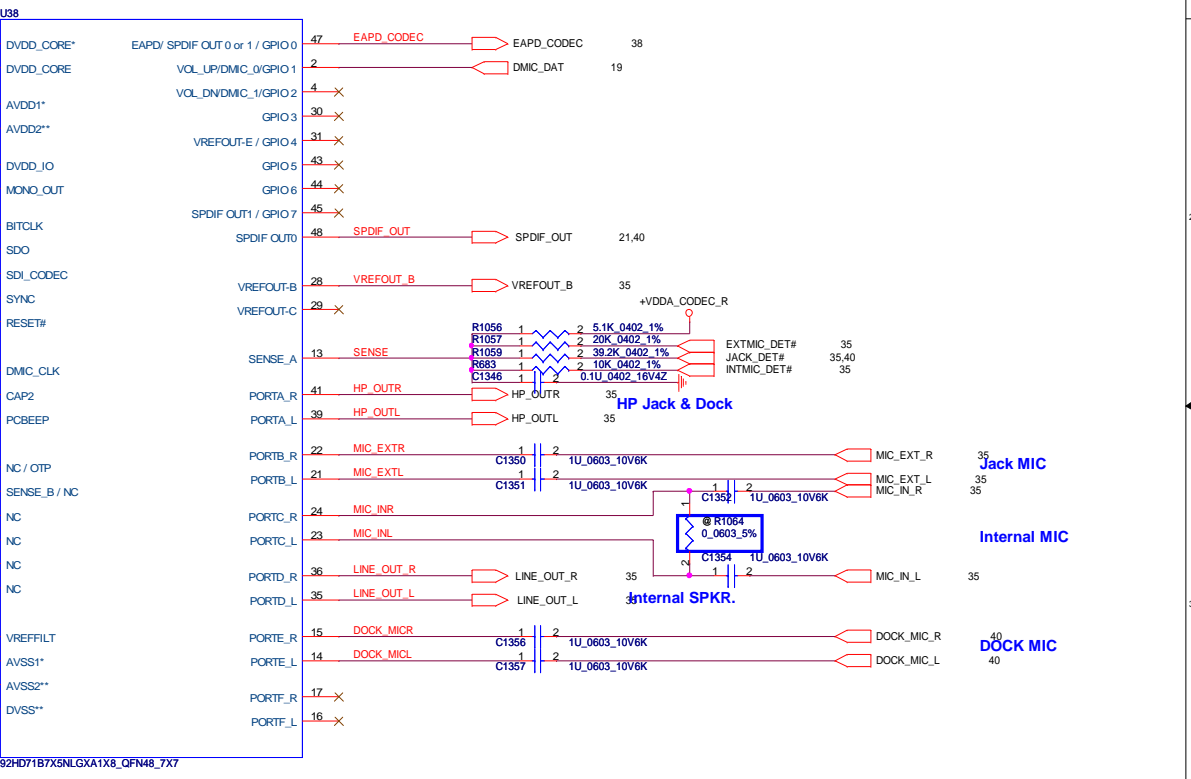 U38
DVDD_CORE* EAPD/ SPDIF OUT 0 or 1 / GPIO 0 47 EAPD_CODEC EAPD_CODEC 38
DVDD_CORE VOL_UP/DMIC_0/GPIO 1 2 DMIC_DAT 19
VOL_DN/DMIC_1/GPIO 2 4
AVDD1* GPIO 3 30
AVDD2** VREFOUT-E / GPIO 4 31
DVDD_IO GPIO 5 43
MONO_OUT GPIO 6 44
SPDIF OUT1 / GPIO 7 45
BITCLK SPDIF OUT0 48 SPDIF_OUT SPDIF_OUT 21,40
SDO
SDI_CODEC VREFOUT-B 28 VREFOUT_B VREFOUT_B 35
SYNC VREFOUT-C 29 +VDDA_CODEC_R
RESET#
R1056 1 2 5.1K_0402_1%
R1057 1 2 20K_0402_1% EXTMIC_DET# 35
SENSE_A 13 SENSE R1059 1 2 39.2K_0402_1% JACK_DET# 35,40
DMIC_CLK R683 1 2 10K_0402_1% INTMIC_DET# 35
C1346 1 2 0.1U_0402_16V4Z
CAP2 PORTA_R 41 HP_OUTR HP_OUTR 35
HP Jack & Dock
PCBEEP PORTA_L 39 HP_OUTL HP_OUTL 35
PORTB_R 22 MIC_EXTR C1350 1 2 1U_0603_10V6K MIC_EXT_R 35
Jack MIC
NC / OTP PORTB_L 21 MIC_EXTL C1351 1 2 1U_0603_10V6K MIC_EXT_L 35
SENSE_B / NC C1352 1 2 1U_0603_10V6K MIC_IN_R 35
NC PORTC_R 24 MIC_INR 1 @ R1064
NC PORTC_L 23 MIC_INL 0_0603_5% Internal MIC
NC 2 C1354 1U_0603_10V6K
PORTD_R 36 LINE_OUT_R LINE_OUT_R 35 1 2 MIC_IN_L 35
NC PORTD_L 35 LINE_OUT_L LINE_OUT_L 35
Internal SPKR.
VREFFILT PORTE_R 15 DOCK_MICR C1356 1 2 1U_0603_10V6K DOCK_MIC_R 40
DOCK MIC
AVSS1* PORTE_L 14 DOCK_MICL C1357 1 2 1U_0603_10V6K DOCK_MIC_L 40
AVSS2** PORTF_R 17
DVSS** PORTF_L 16
92HD71B7X5NLGXA1X8_QFN48_7X7